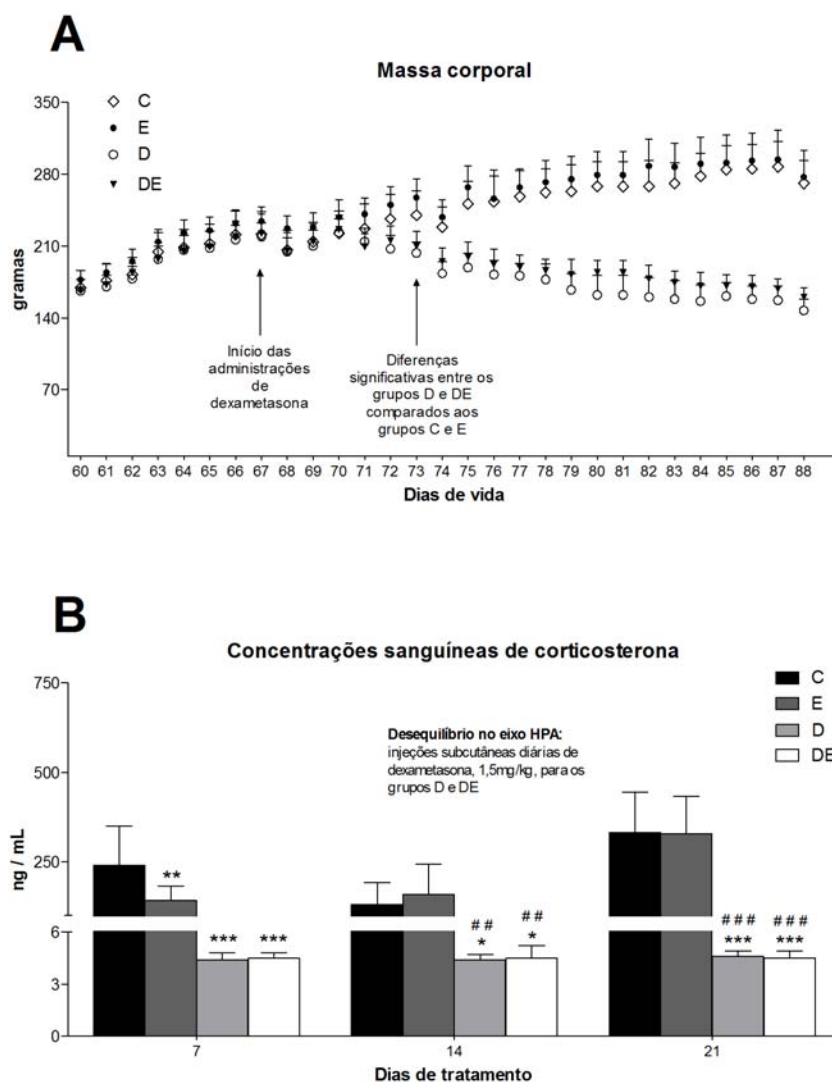 A
Massa corporal
350
280
210
140
70
gramas
C
E
D
DE
Início das
administrações
de
dexametasona
Diferenças
significativas entre os
grupos D e DE
comparados aos
grupos C e E
60 61 62 63 64 65 66 67 68 69 70 71 72 73 74 75 76 77 78 79 80 81 82 83 84 85 86 87 88
Dias de vida
B
Concentrações sanguíneas de corticosterona
750
500
250
6
3
0
ng / mL
C
E
D
DE
Desequilíbrio no eixo HPA:
injeções subcutâneas diárias de
dexametasona, 1,5mg/kg, para os
grupos D e DE
**
***
***
##
*
##
*
###
***
###
***
7 14 21
Dias de tratamento